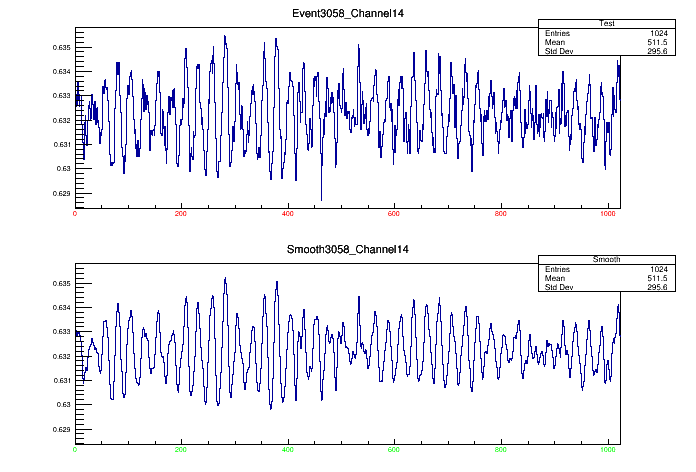 Event3058_Channel14
Test
Entries 1024
Mean 511.5
Std Dev 295.6
0.635
0.634
0.633
0.632
0.631
0.63
0.629
0 200 400 600 800 1000
Smooth3058_Channel14
Smooth
Entries 1024
Mean 511.5
Std Dev 295.6
0.635
0.634
0.633
0.632
0.631
0.63
0.629
0 200 400 600 800 1000